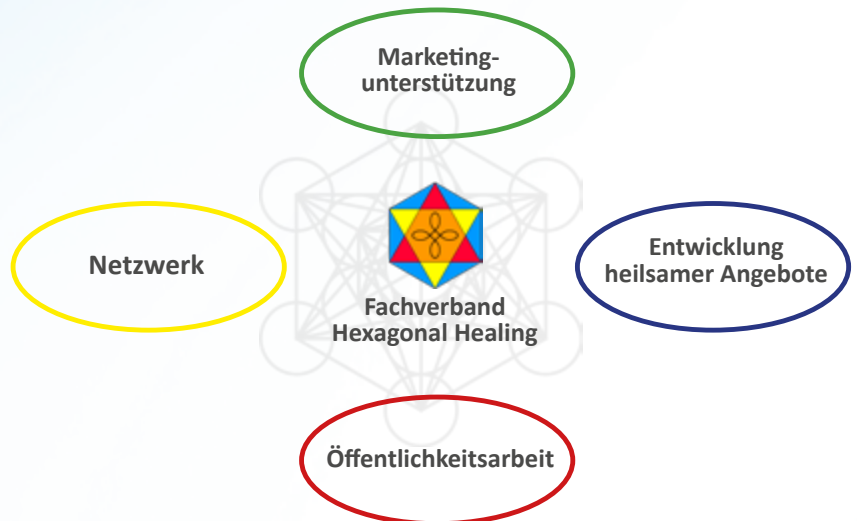 Marketing-
unterstützung
Netzwerk
Fachverband
Hexagonal Healing
Entwicklung
heilsamer Angebote
Öffentlichkeitsarbeit